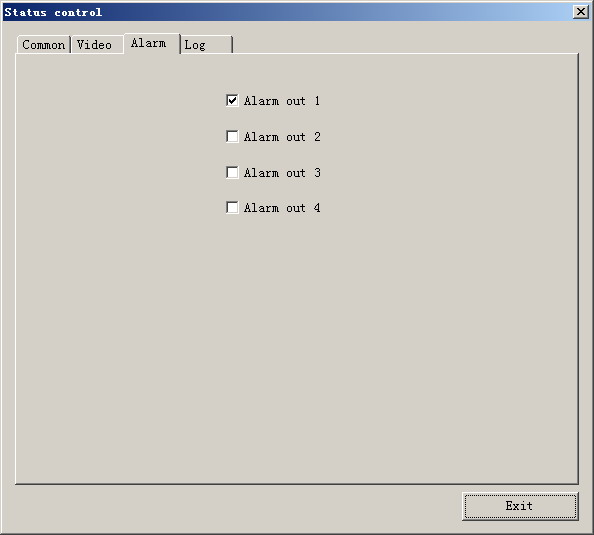 Status control
Common Video Alarm Log
Alarm out 1
Alarm out 2
Alarm out 3
Alarm out 4
Exit